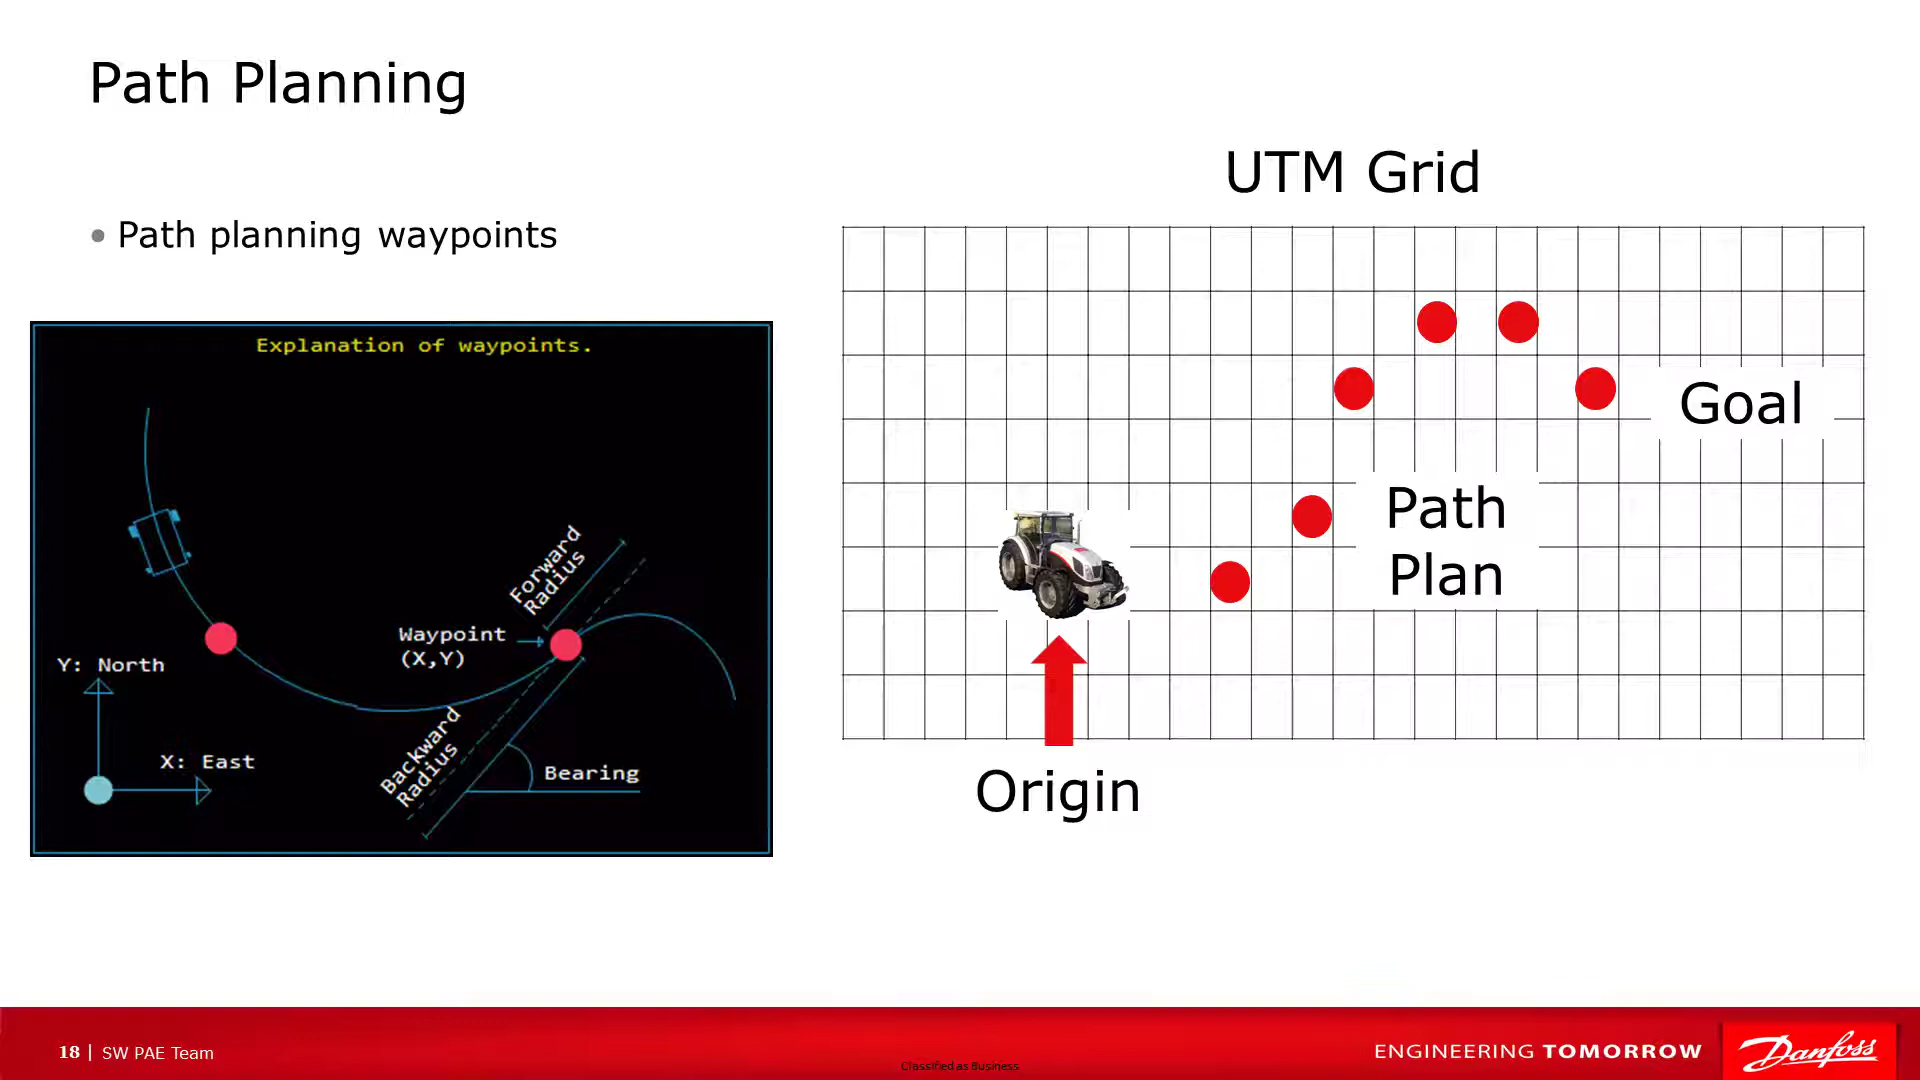 Path Planning
• Path planning waypoints
Explanation of waypoints.
Forward
Radius
Waypoint
(X,Y)
Y: North
X: East
Backward
Radius
Bearing
UTM Grid
Goal
Path
Plan
Origin
18 | SW PAE Team
Classified as Business
ENGINEERING TOMORROW
Danfoss